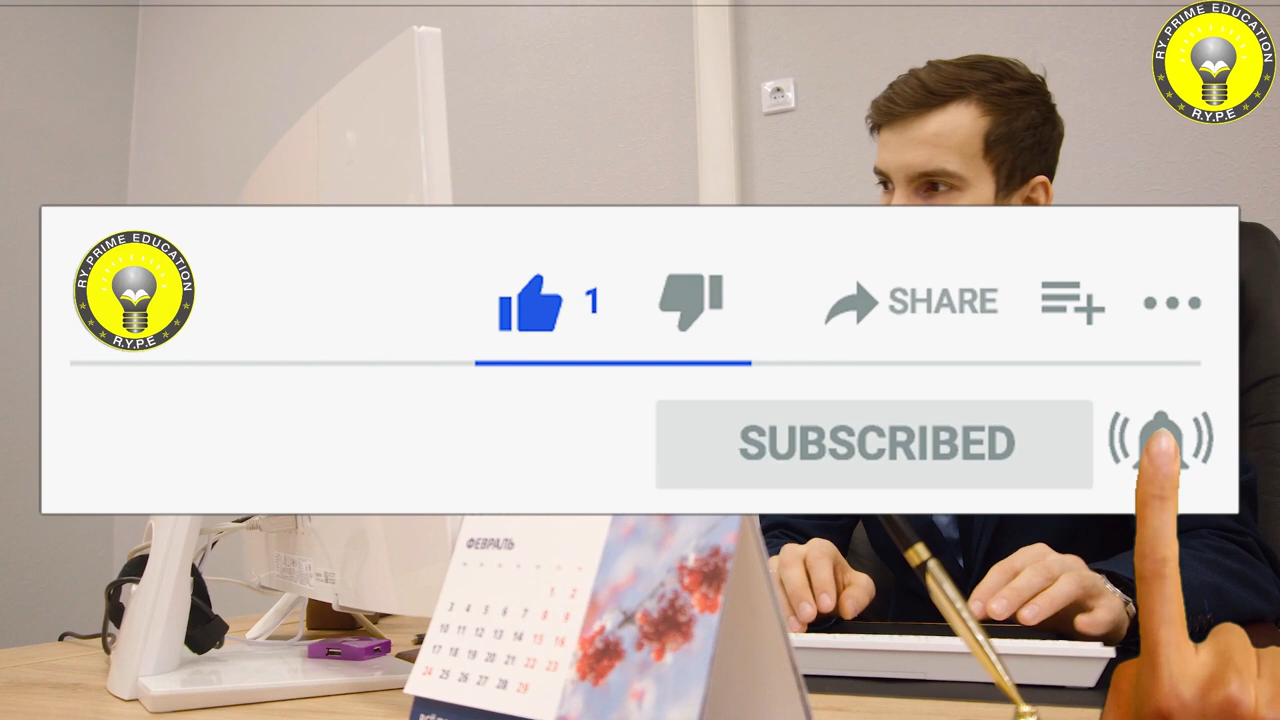 RY.PRIME EDUCATION
R.Y.P.E
RY.PRIME EDUCATION
R.Y.P.E
1
SHARE
SUBSCRIBED
ФЕВРАЛЬ
1 2
3 4 5 6 7 8 9
10 11 12 13 14 15 16
17 18 19 20 21 22 23
24 25 26 27 28 29